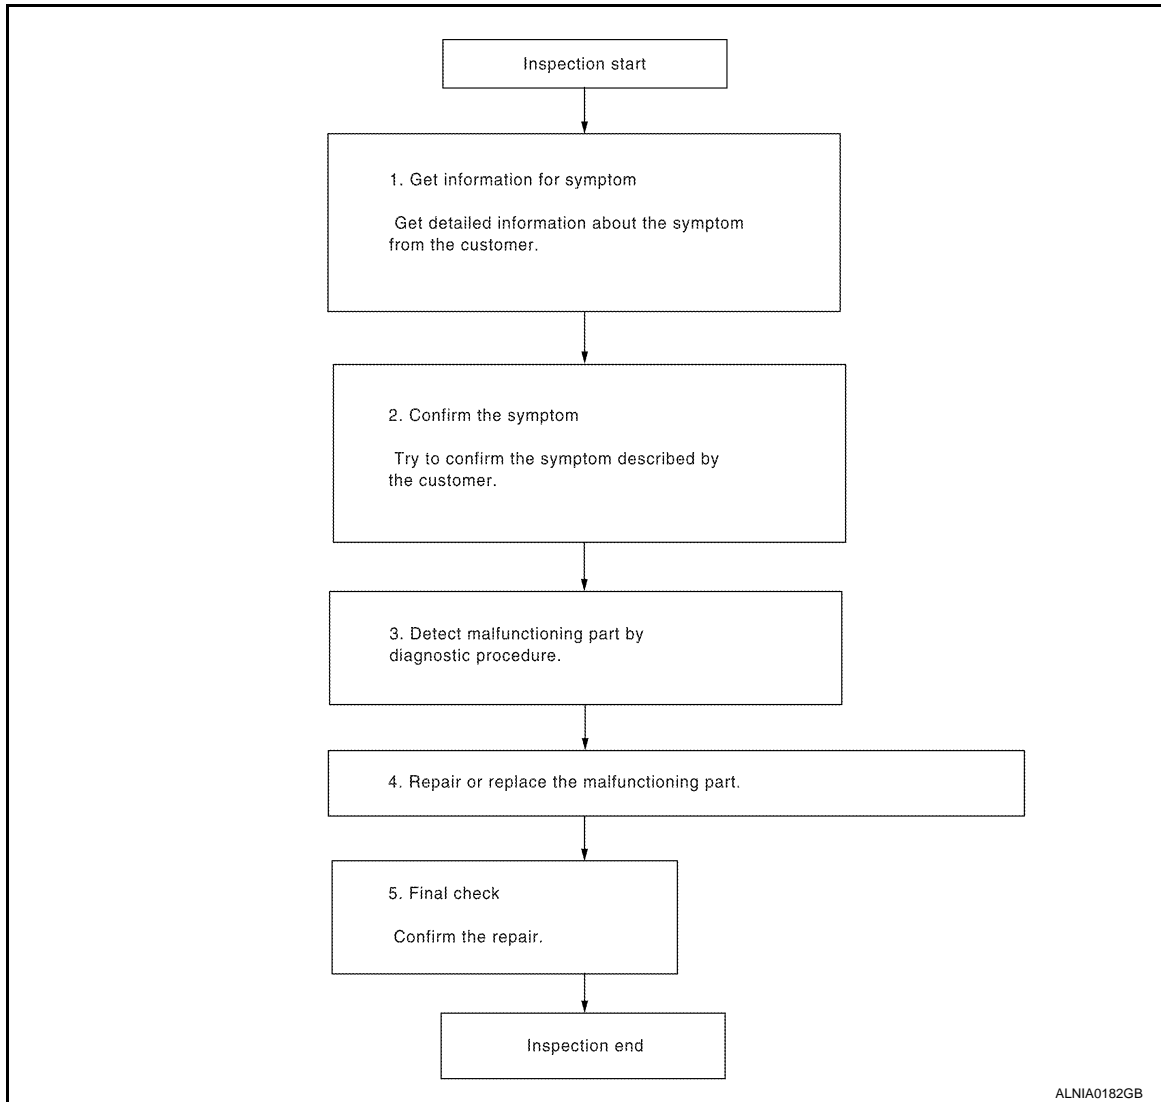 Inspection start
1. Get information for symptom
Get detailed information about the symptom
from the customer.
2. Confirm the symptom
Try to confirm the symptom described by
the customer.
3. Detect malfunctioning part by
diagnostic procedure.
4. Repair or replace the malfunctioning part.
5. Final check
Confirm the repair.
Inspection end
ALNIA0182GB